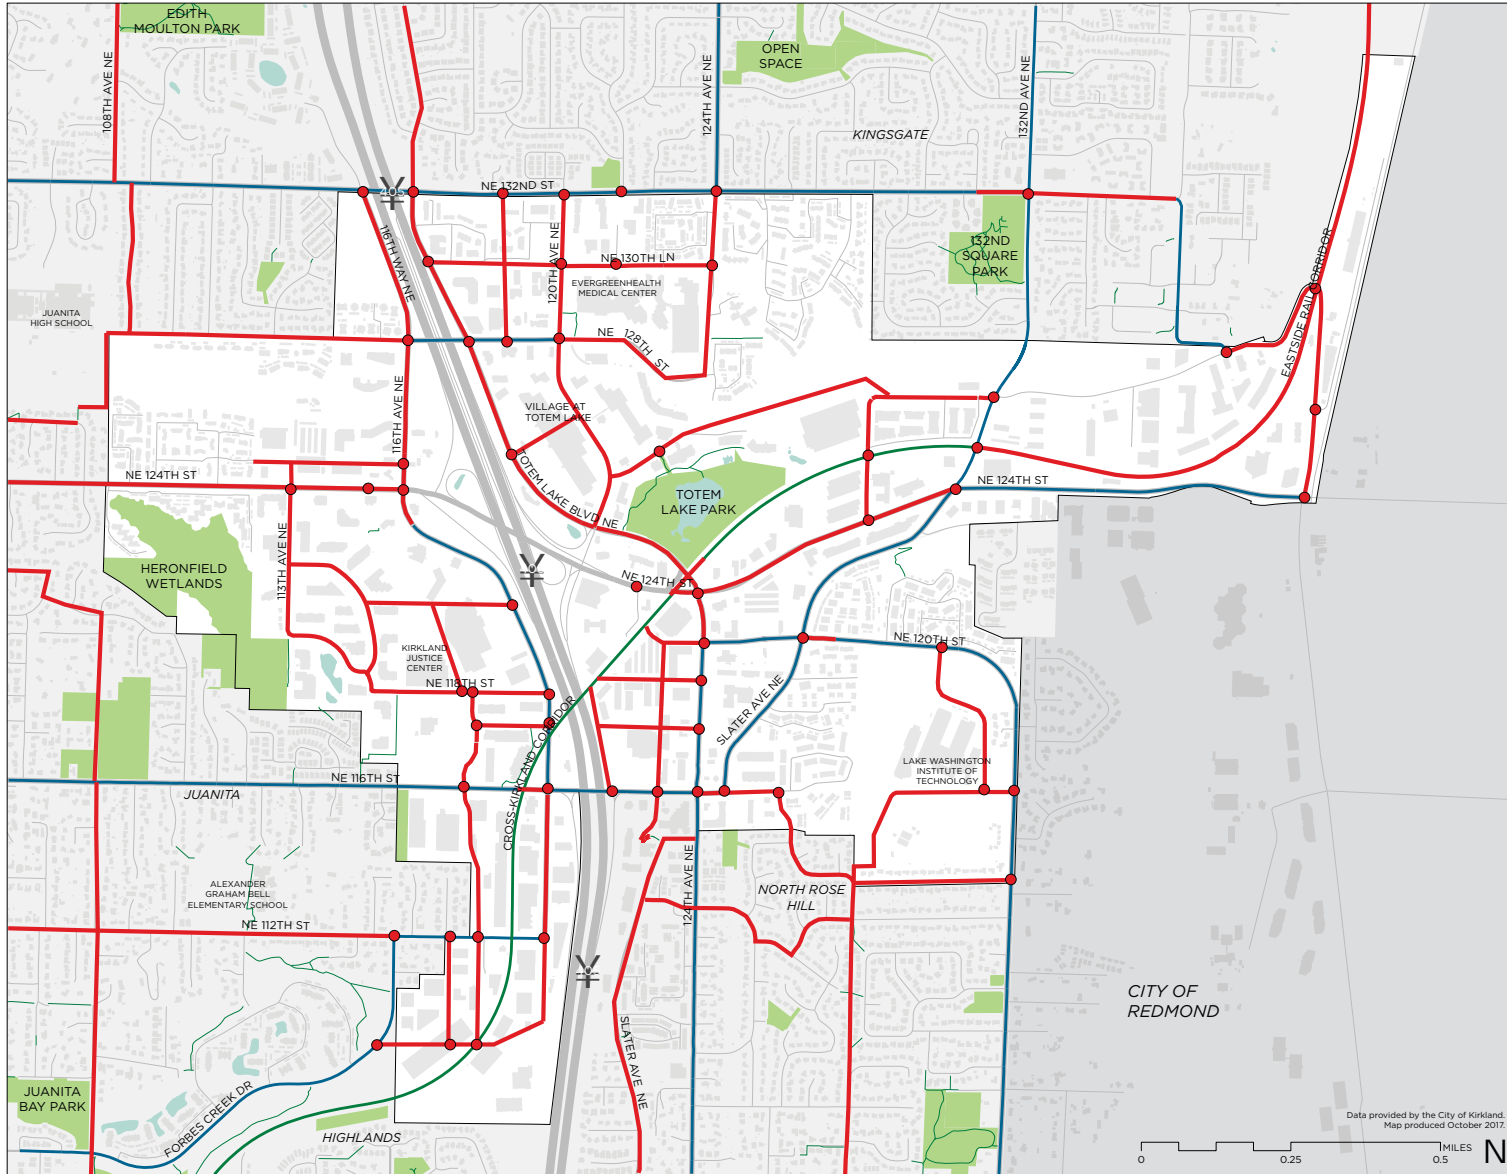 EDITH
MOULTON PARK
108TH AVE NE
OPEN
SPACE
124TH AVE NE
132ND AVE NE
KINGSGATE
NE 132ND ST
116TH WAY NE
120TH AVE NE
NE 130TH LN
EVERGREENHEALTH
MEDICAL CENTER
132ND
SQUARE
PARK
EASTSIDE RAIL CORRIDOR
JUANITA
HIGH SCHOOL
NE 128TH ST
116TH AVE NE
VILLAGE AT
TOTEM LAKE
NE 124TH ST
TOTEM LAKE BLVD NE
TOTEM
LAKE PARK
NE 124TH ST
HERONFIELD
WETLANDS
113TH AVE NE
NE 124TH ST
KIRKLAND
JUSTICE
CENTER
NE 118TH ST
NE 120TH ST
SLATER AVE NE
CROSS-KIRKLAND CORRIDOR
LAKE WASHINGTON
INSTITUTE OF
TECHNOLOGY
NE 116TH ST
JUANITA
ALEXANDER
GRAHAM BELL
ELEMENTARY SCHOOL
NE 112TH ST
124TH AVE NE
NORTH ROSE
HILL
CITY OF
REDMOND
SLATER AVE NE
JUANITA
BAY PARK
FORBES CREEK DR
HIGHLANDS
Data provided by the City of Kirkland.
Map produced October 2017.
MILES
0 0.25 0.5
N